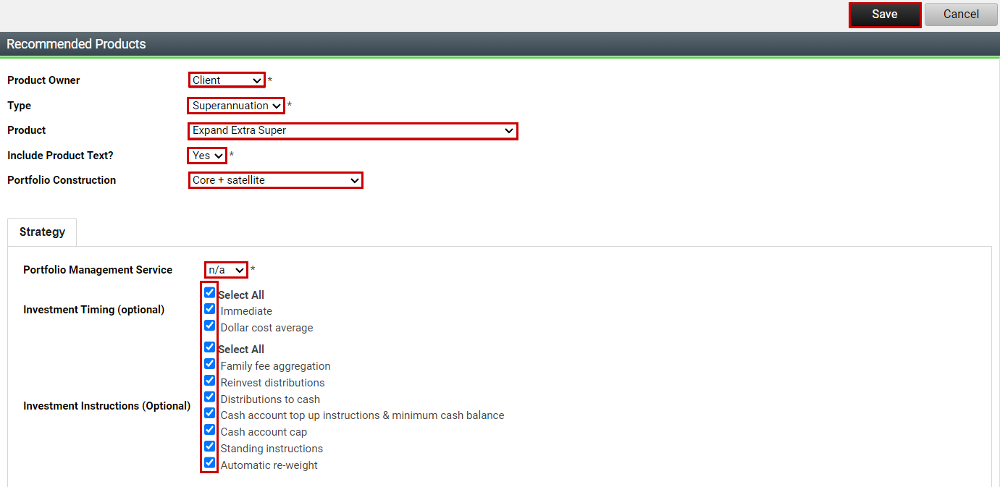 Save Cancel
Recommended Products
Product Owner Client *
Type Superannuation *
Product Expand Extra Super
Include Product Text? Yes *
Portfolio Construction Core + satellite
Strategy
Portfolio Management Service n/a *
Select All
Investment Timing (optional) Immediate
Dollar cost average
Select All
Family fee aggregation
Reinvest distributions
Distributions to cash
Investment Instructions (Optional) Cash account top up instructions & minimum cash balance
Cash account cap
Standing instructions
Automatic re-weight